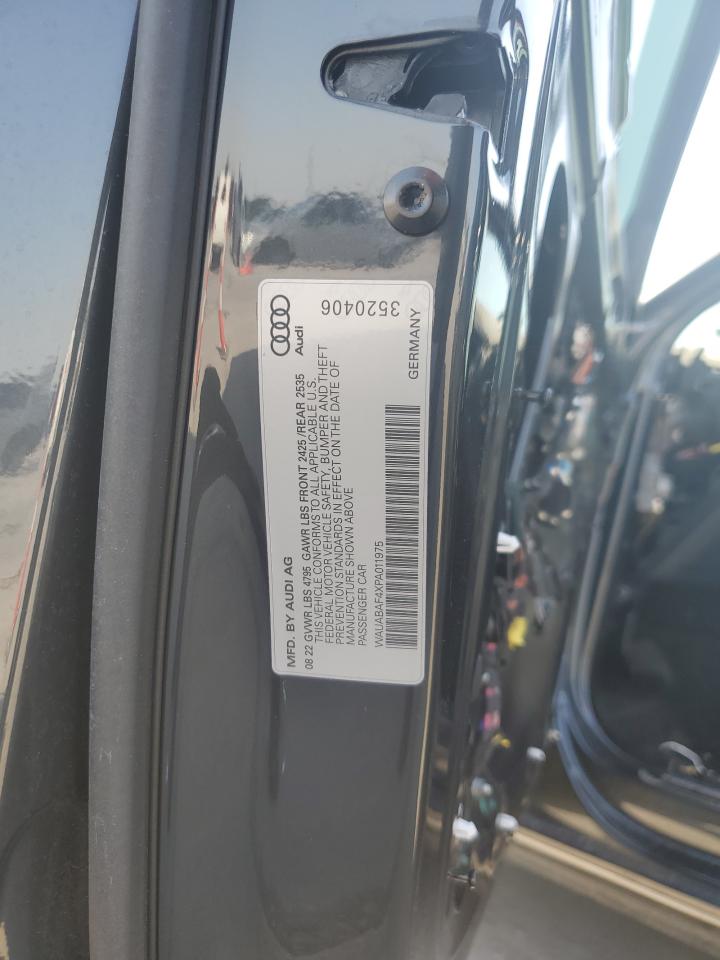 MFD. BY AUDI AG
08 22 GVWR LBS 4795 GAWR LBS FRONT 2425/REAR 2535
THIS VEHICLE CONFORMS TO ALL APPLICABLE U.S.
FEDERAL MOTOR VEHICLE SAFETY, BUMPER AND THEFT
PREVENTION STANDARDS IN EFFECT ON THE DATE OF
MANUFACTURE SHOWN ABOVE
PASSENGER CAR
WAUABAF4XPA011975
Audi
3520406
GERMANY